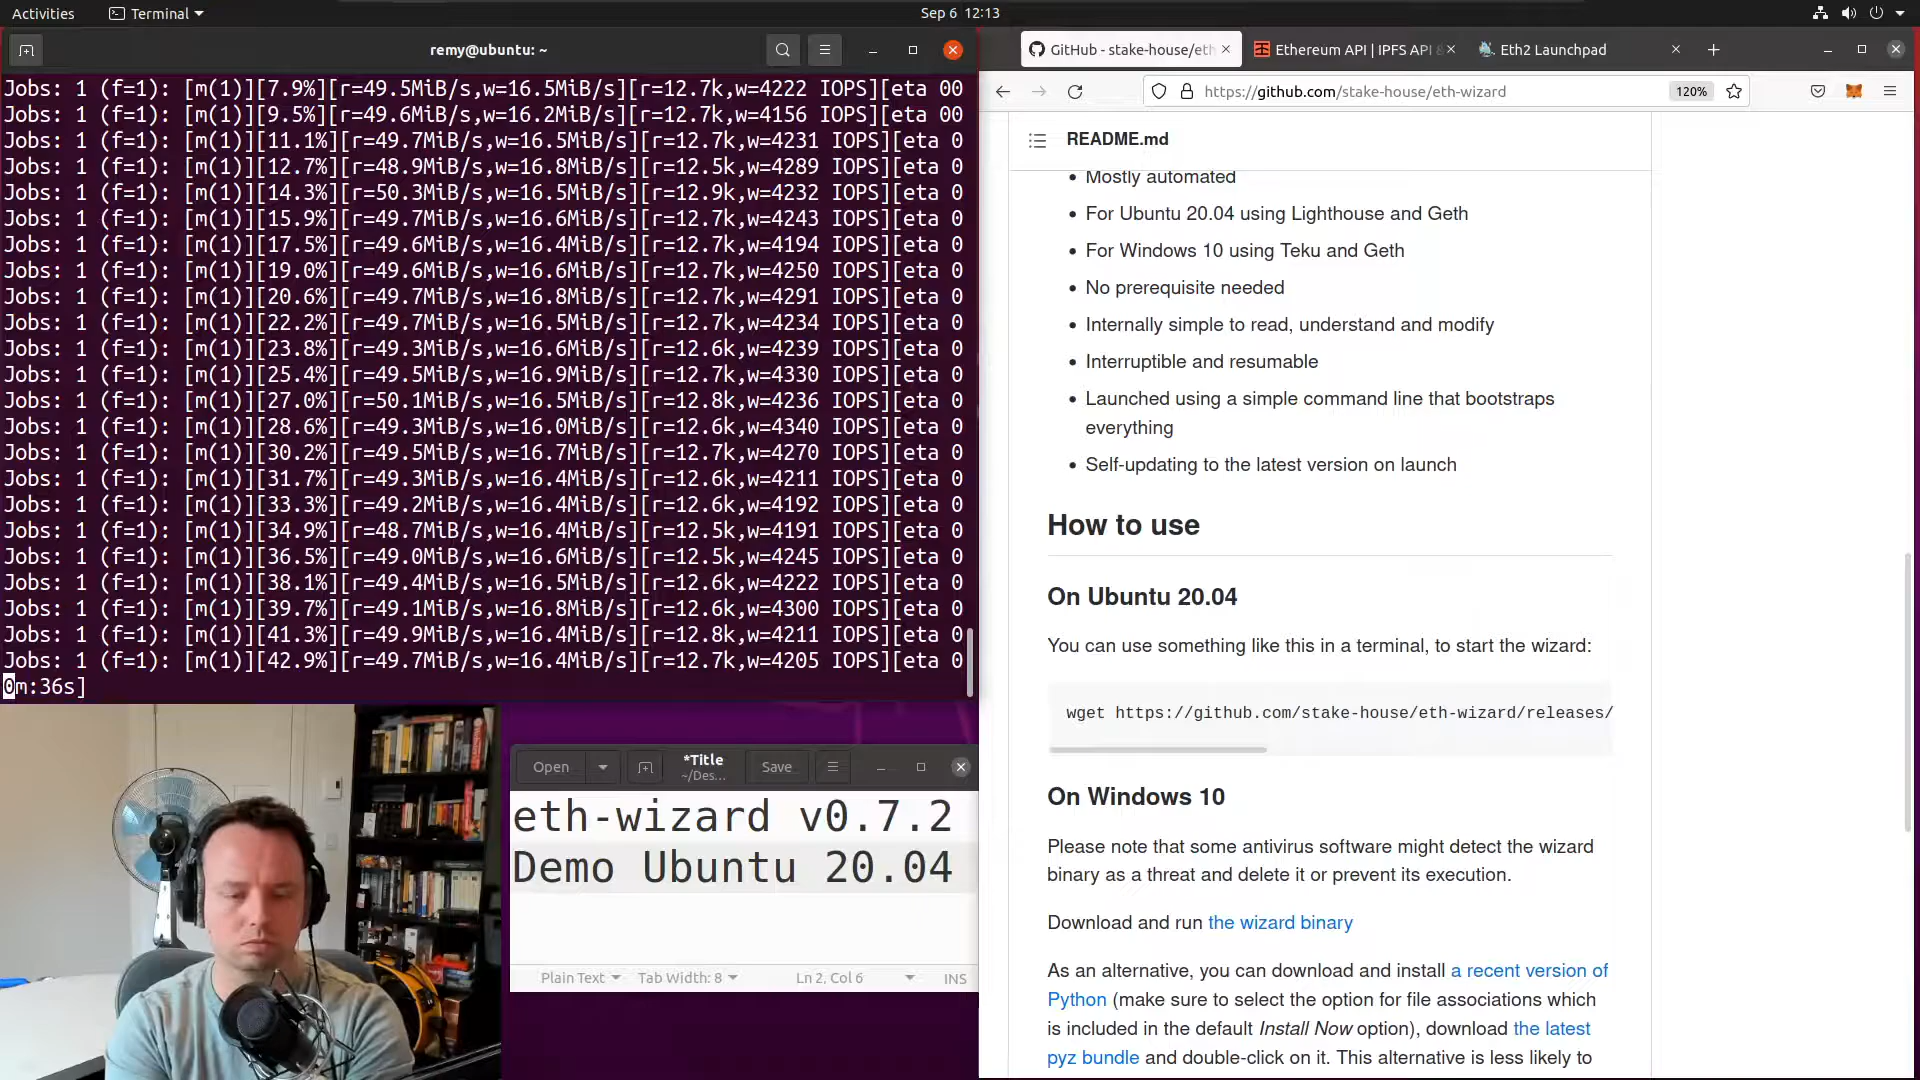 Activities
Terminal
Sep 6 12:13
remy@ubuntu: ~
Jobs: 1 (f=1): [m(1)][7.9%][r=49.5MiB/s,w=16.5MiB/s][r=12.7k,w=4222 IOPS][eta 00
Jobs: 1 (f=1): [m(1)][9.5%][r=49.6MiB/s,w=16.2MiB/s][r=12.7k,w=4156 IOPS][eta 00
Jobs: 1 (f=1): [m(1)][11.1%][r=49.7MiB/s,w=16.5MiB/s][r=12.7k,w=4231 IOPS][eta 0
Jobs: 1 (f=1): [m(1)][12.7%][r=48.9MiB/s,w=16.8MiB/s][r=12.5k,w=4289 IOPS][eta 0
Jobs: 1 (f=1): [m(1)][14.3%][r=50.3MiB/s,w=16.5MiB/s][r=12.9k,w=4232 IOPS][eta 0
Jobs: 1 (f=1): [m(1)][15.9%][r=49.7MiB/s,w=16.6MiB/s][r=12.7k,w=4243 IOPS][eta 0
Jobs: 1 (f=1): [m(1)][17.5%][r=49.6MiB/s,w=16.4MiB/s][r=12.7k,w=4194 IOPS][eta 0
Jobs: 1 (f=1): [m(1)][19.0%][r=49.6MiB/s,w=16.6MiB/s][r=12.7k,w=4250 IOPS][eta 0
Jobs: 1 (f=1): [m(1)][20.6%][r=49.7MiB/s,w=16.8MiB/s][r=12.7k,w=4291 IOPS][eta 0
Jobs: 1 (f=1): [m(1)][22.2%][r=49.7MiB/s,w=16.5MiB/s][r=12.7k,w=4234 IOPS][eta 0
Jobs: 1 (f=1): [m(1)][23.8%][r=49.3MiB/s,w=16.6MiB/s][r=12.6k,w=4239 IOPS][eta 0
Jobs: 1 (f=1): [m(1)][25.4%][r=49.5MiB/s,w=16.9MiB/s][r=12.7k,w=4330 IOPS][eta 0
Jobs: 1 (f=1): [m(1)][27.0%][r=50.1MiB/s,w=16.5MiB/s][r=12.8k,w=4236 IOPS][eta 0
Jobs: 1 (f=1): [m(1)][28.6%][r=49.3MiB/s,w=16.0MiB/s][r=12.6k,w=4340 IOPS][eta 0
Jobs: 1 (f=1): [m(1)][30.2%][r=49.5MiB/s,w=16.7MiB/s][r=12.7k,w=4270 IOPS][eta 0
Jobs: 1 (f=1): [m(1)][31.7%][r=49.3MiB/s,w=16.4MiB/s][r=12.6k,w=4211 IOPS][eta 0
Jobs: 1 (f=1): [m(1)][33.3%][r=49.2MiB/s,w=16.4MiB/s][r=12.6k,w=4192 IOPS][eta 0
Jobs: 1 (f=1): [m(1)][34.9%][r=48.7MiB/s,w=16.4MiB/s][r=12.5k,w=4191 IOPS][eta 0
Jobs: 1 (f=1): [m(1)][36.5%][r=49.0MiB/s,w=16.6MiB/s][r=12.5k,w=4245 IOPS][eta 0
Jobs: 1 (f=1): [m(1)][38.1%][r=49.4MiB/s,w=16.5MiB/s][r=12.6k,w=4222 IOPS][eta 0
Jobs: 1 (f=1): [m(1)][39.7%][r=49.1MiB/s,w=16.8MiB/s][r=12.6k,w=4300 IOPS][eta 0
Jobs: 1 (f=1): [m(1)][41.3%][r=49.9MiB/s,w=16.4MiB/s][r=12.8k,w=4211 IOPS][eta 0
Jobs: 1 (f=1): [m(1)][42.9%][r=49.7MiB/s,w=16.4MiB/s][r=12.7k,w=4205 IOPS][eta 0
0m:36s]
Open
*Title
~/Des...
Save
eth-wizard v0.7.2
Demo Ubuntu 20.04
Plain Text
Tab Width: 8
Ln 2, Col 6
INS
GitHub - stake-house/eth
Ethereum API | IPFS API &
Eth2 Launchpad
https://github.com/stake-house/eth-wizard
120%
README.md
Mostly automated
For Ubuntu 20.04 using Lighthouse and Geth
For Windows 10 using Teku and Geth
No prerequisite needed
Internally simple to read, understand and modify
Interruptible and resumable
Launched using a simple command line that bootstraps
everything
Self-updating to the latest version on launch
How to use
On Ubuntu 20.04
You can use something like this in a terminal, to start the wizard:
wget https://github.com/stake-house/eth-wizard/releases/
On Windows 10
Please note that some antivirus software might detect the wizard
binary as a threat and delete it or prevent its execution.
Download and run the wizard binary
As an alternative, you can download and install a recent version of
Python (make sure to select the option for file associations which
is included in the default Install Now option), download the latest
pyz bundle and double-click on it. This alternative is less likely to